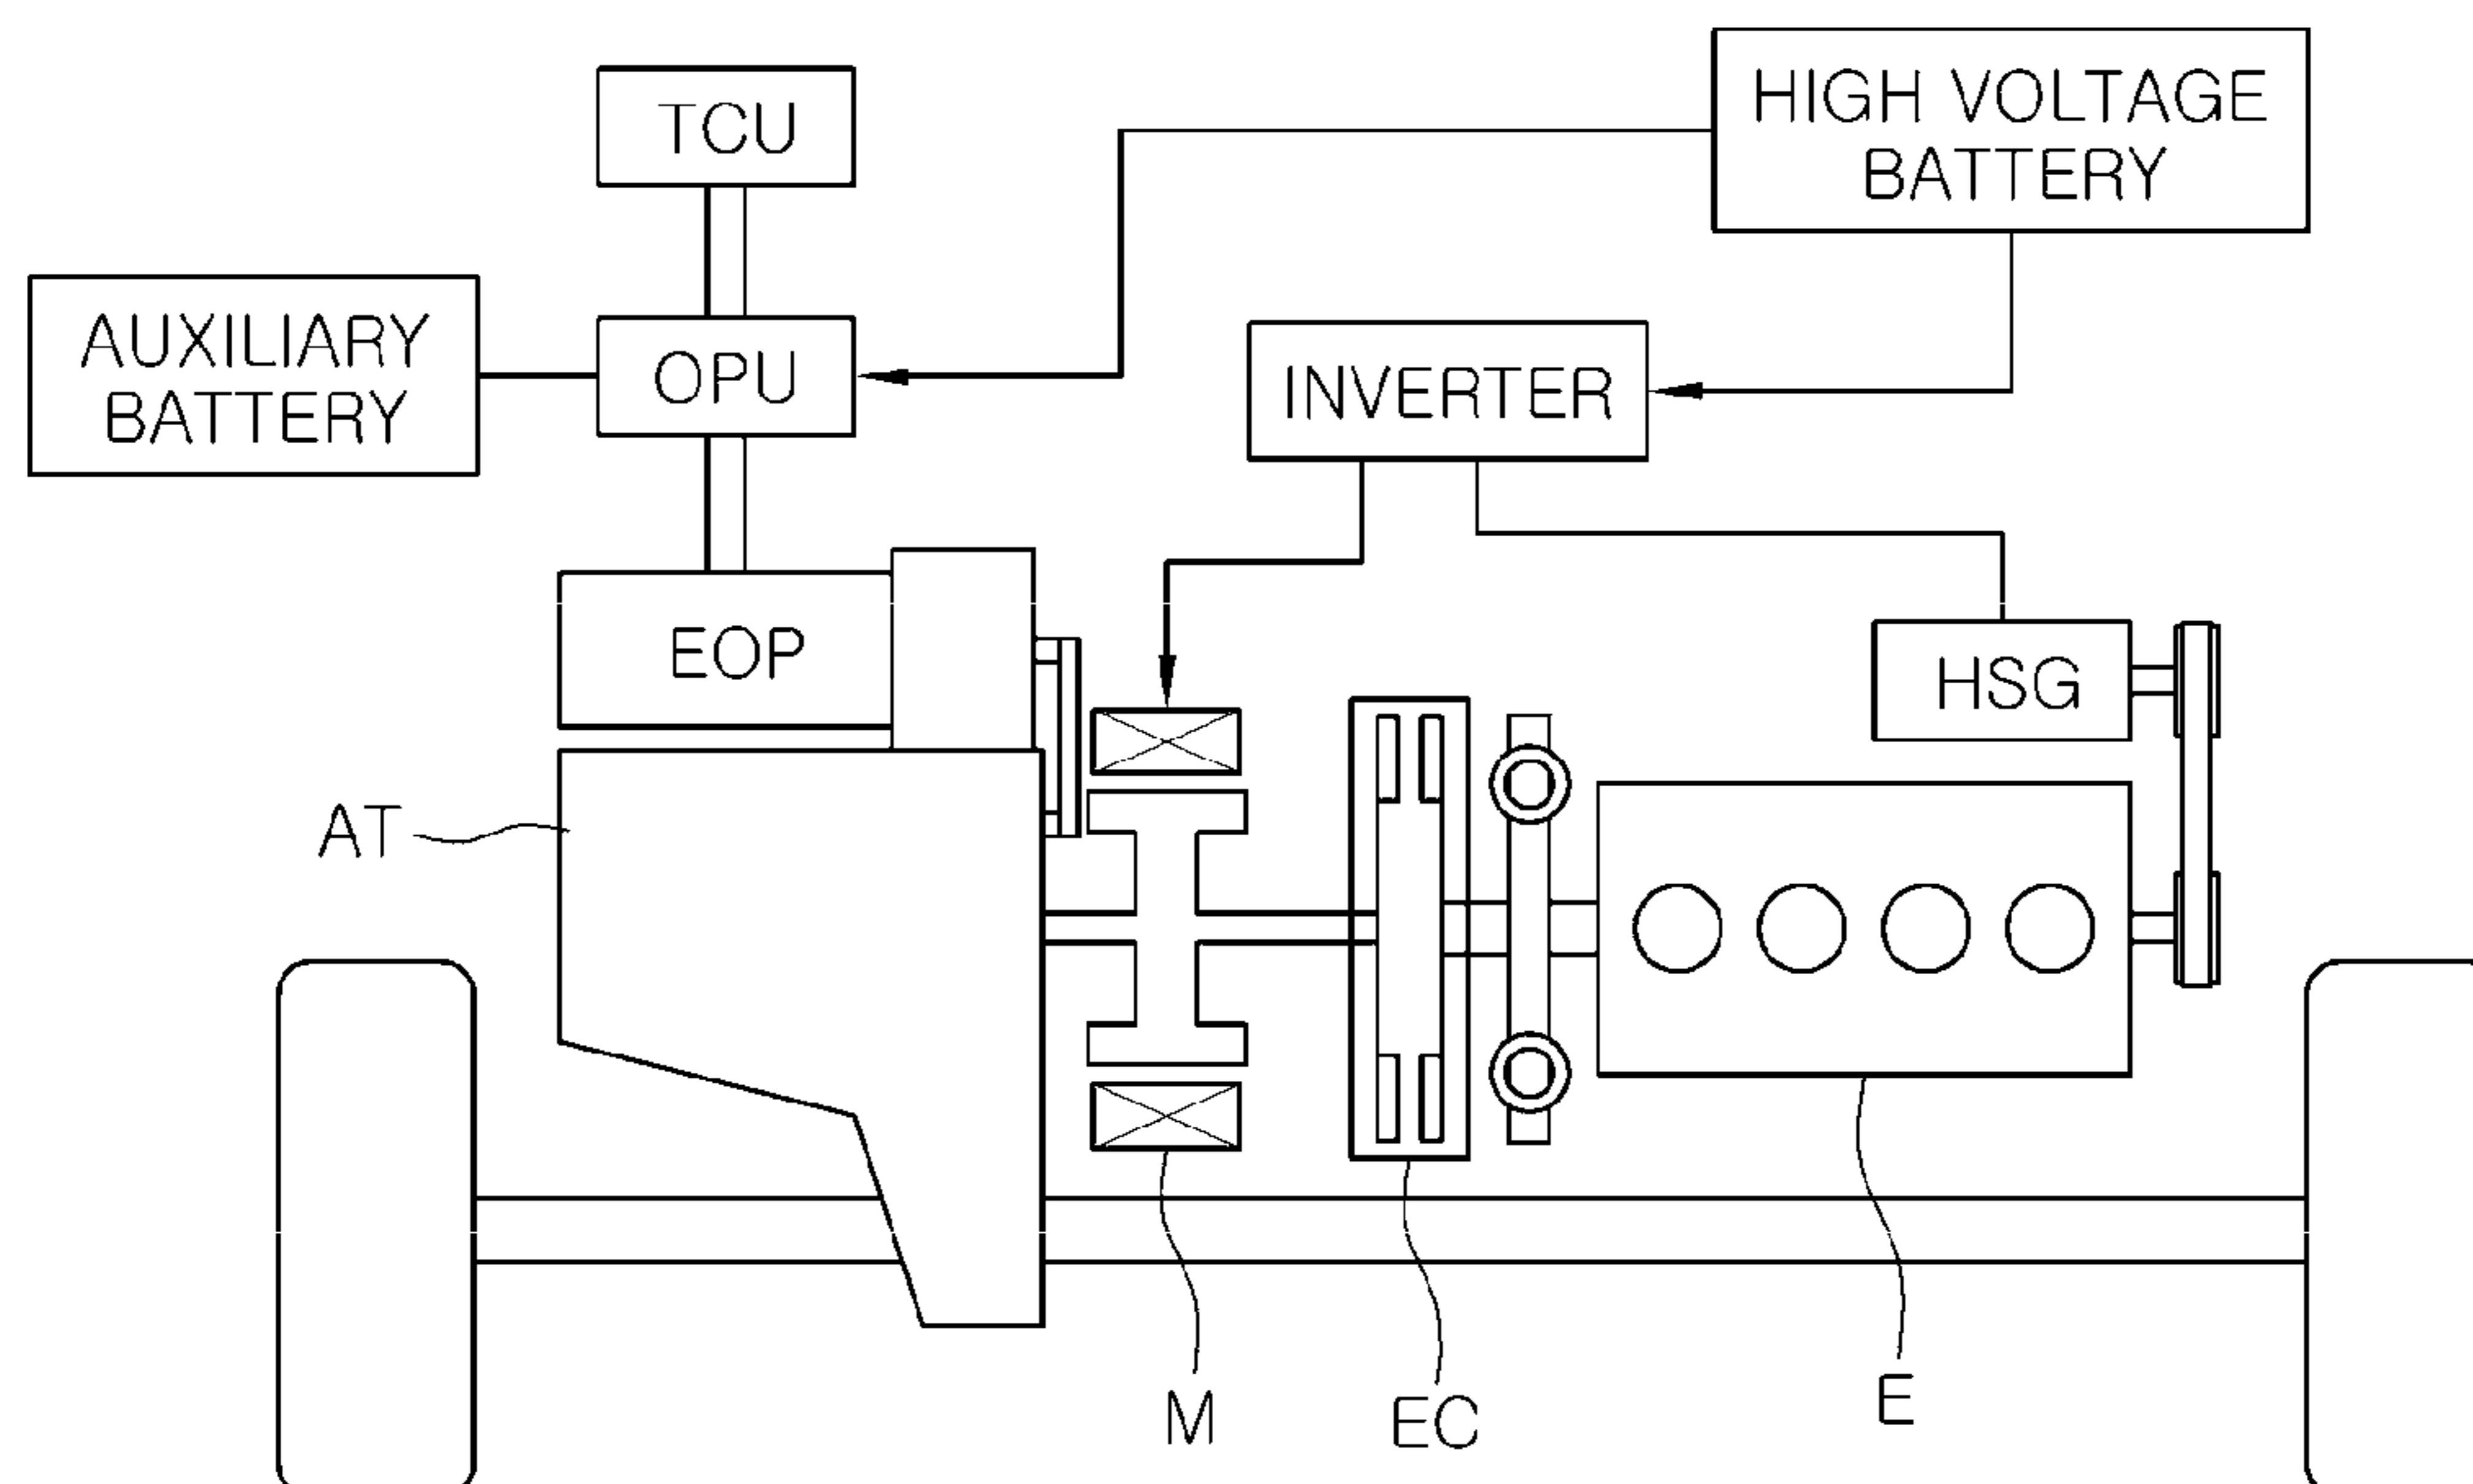 TCU
HIGH VOLTAGE
BATTERY
AUXILIARY
BATTERY
OPU
INVERTER
EOP
HSG
AT
M
EC
E